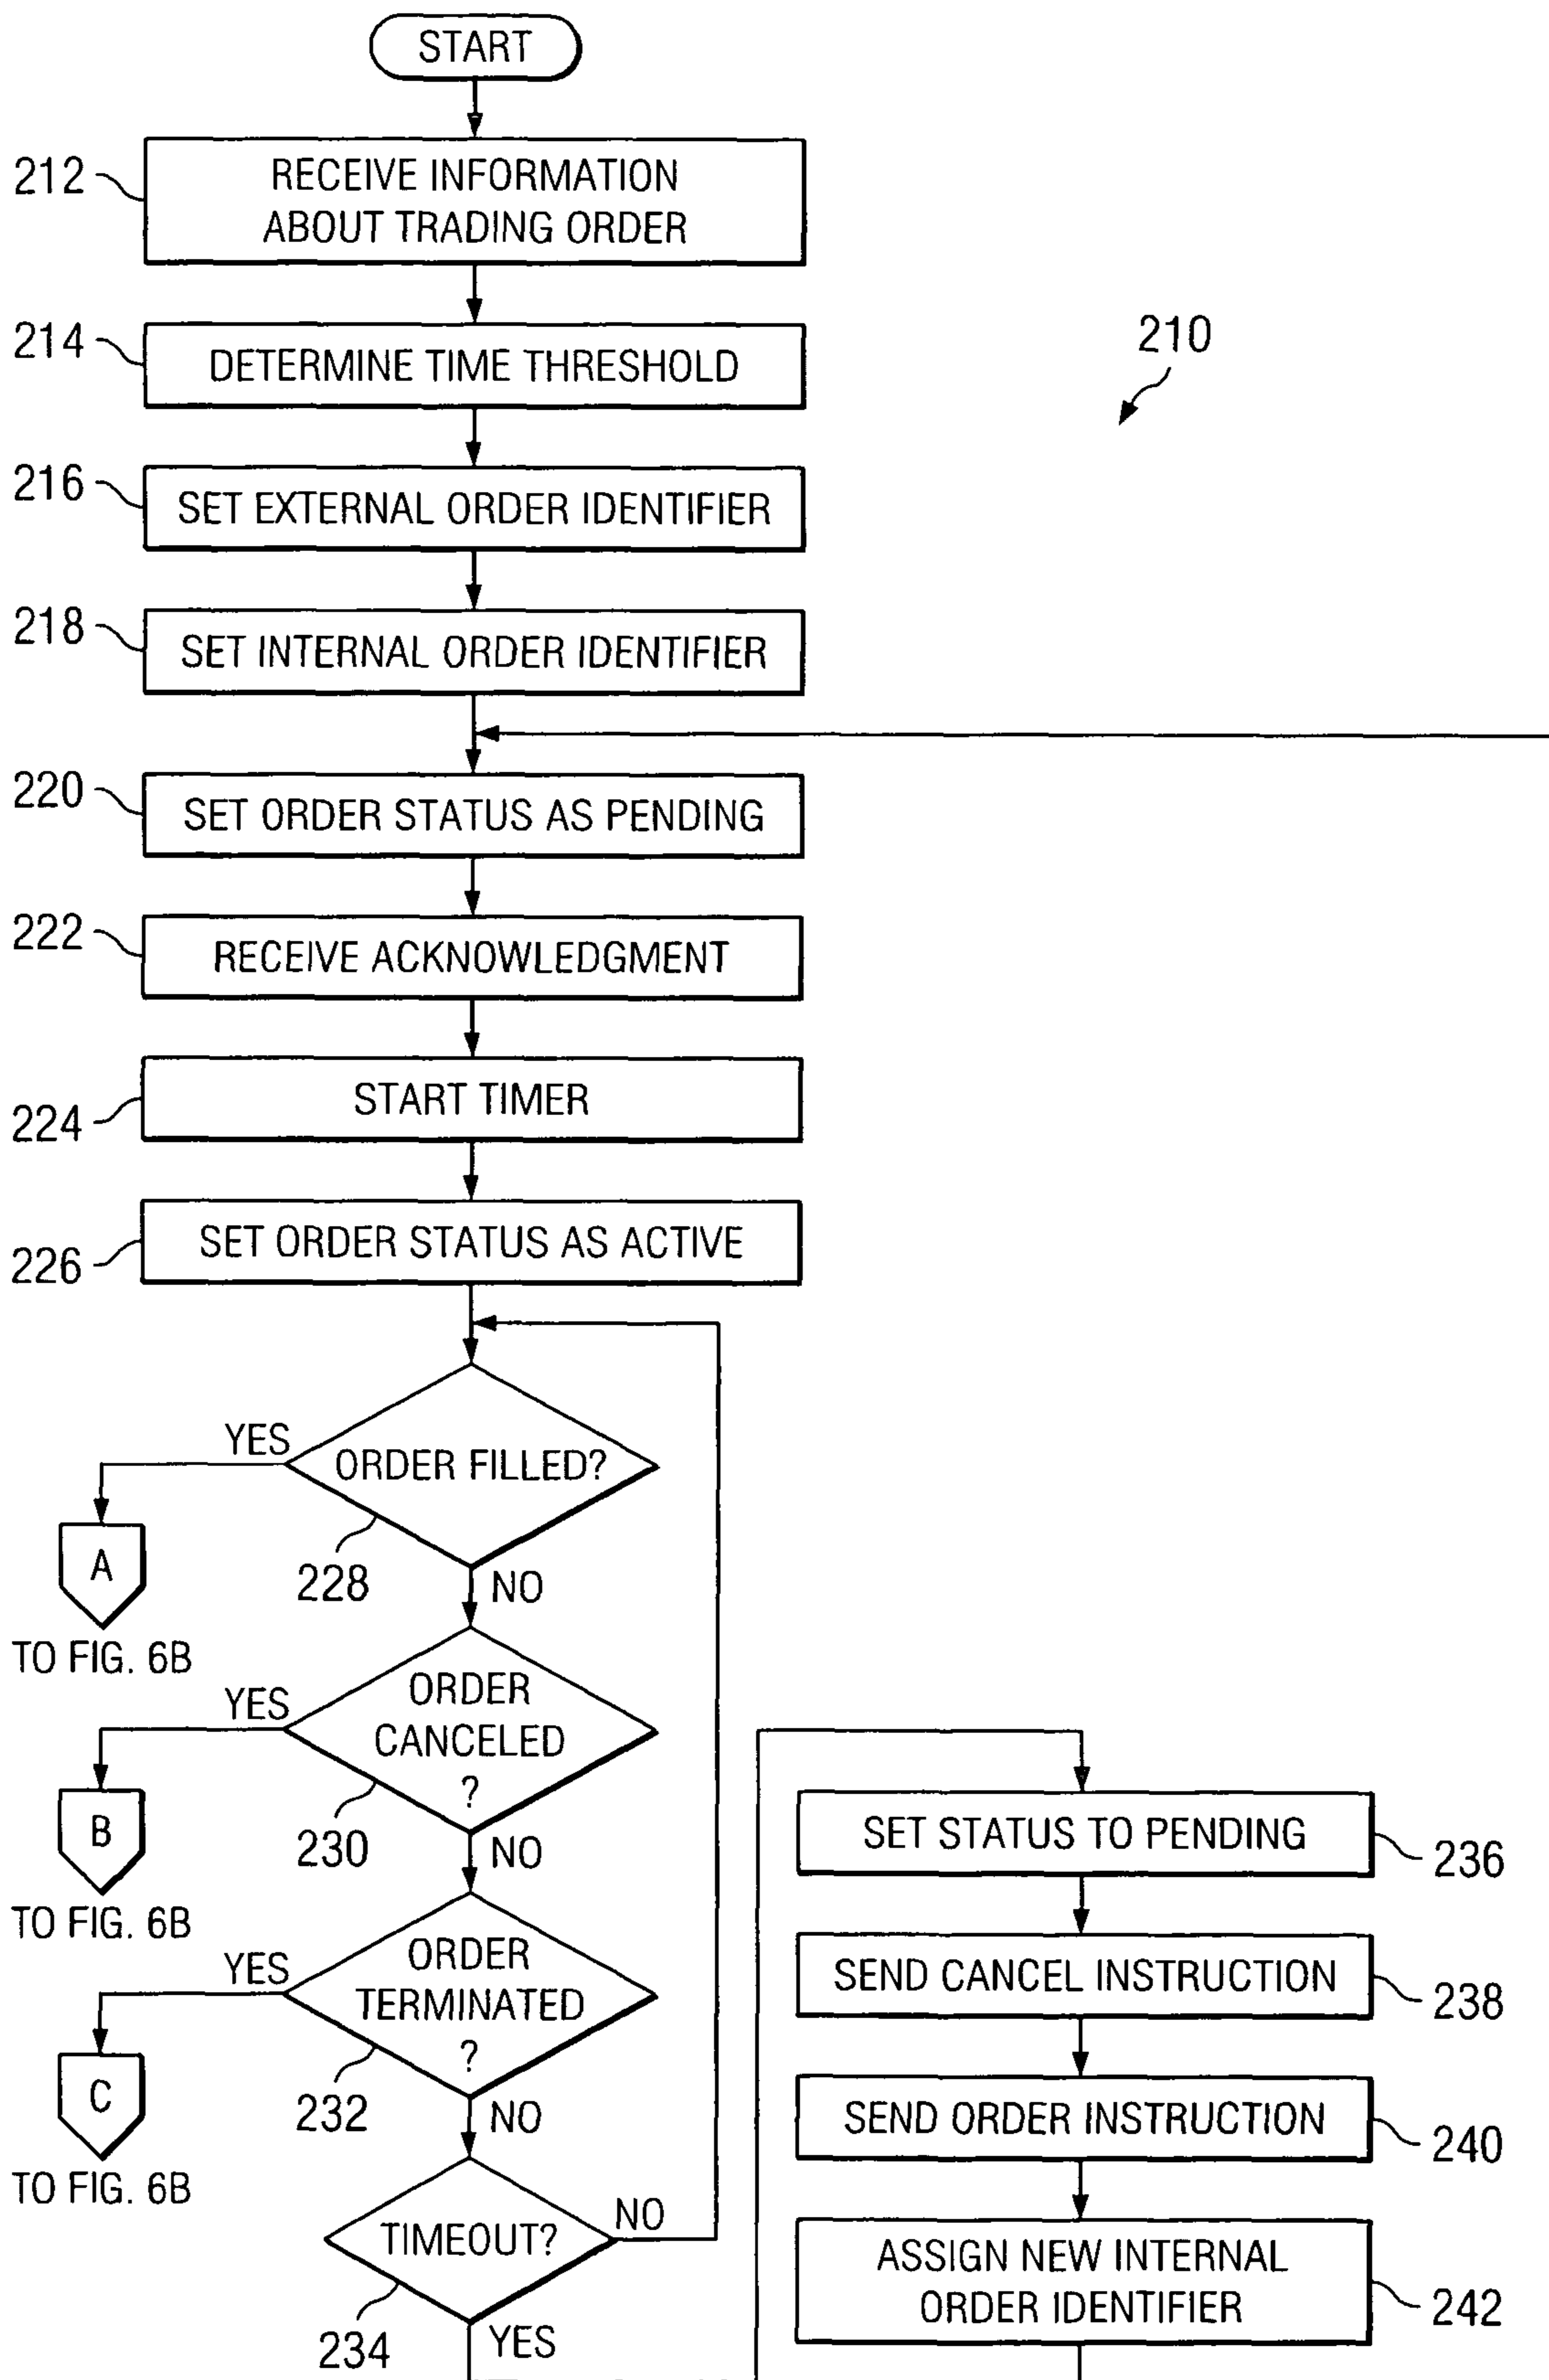 START
212
RECEIVE INFORMATION
ABOUT TRADING ORDER
214
DETERMINE TIME THRESHOLD
210
216
SET EXTERNAL ORDER IDENTIFIER
218
SET INTERNAL ORDER IDENTIFIER
220
SET ORDER STATUS AS PENDING
222
RECEIVE ACKNOWLEDGMENT
224
START TIMER
226
SET ORDER STATUS AS ACTIVE
YES
ORDER FILLED?
A
228
NO
TO FIG. 6B
YES
ORDER
CANCELED
?
B
230
NO
TO FIG. 6B
YES
ORDER
TERMINATED
?
C
232
NO
TO FIG. 6B
TIMEOUT?
NO
234
YES
SET STATUS TO PENDING
236
SEND CANCEL INSTRUCTION
238
SEND ORDER INSTRUCTION
240
ASSIGN NEW INTERNAL
ORDER IDENTIFIER
242